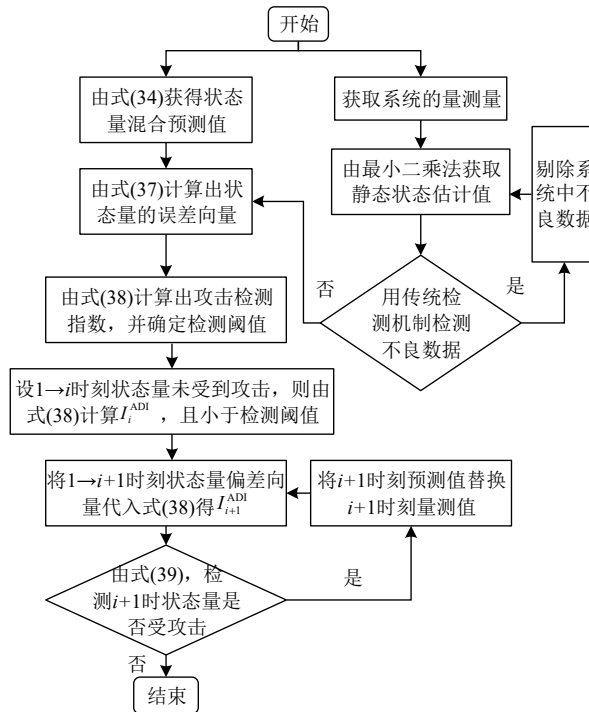 开始
由式(34)获得状态
量混合预测值
获取系统的量测量
由最小二乘法获取
静态状态估计值
剔除系
统中不
良数据
由式(37)计算出状
态量的误差向量
否
用传统检
测机制检测
不良数据
是
由式(38)计算出攻击检测
指数，并确定检测阈值
设1→i时刻状态量未受到攻击，则由
式(38)计算I_i^ADI，且小于检测阈值
将1→i+1时刻状态量偏差向
量代入式(38)得I_{i+1}^ADI
将i+1时刻预测值替换
i+1时刻量测值
由式(39)，检
测i+1时状态量是
否受攻击
是
否
结束